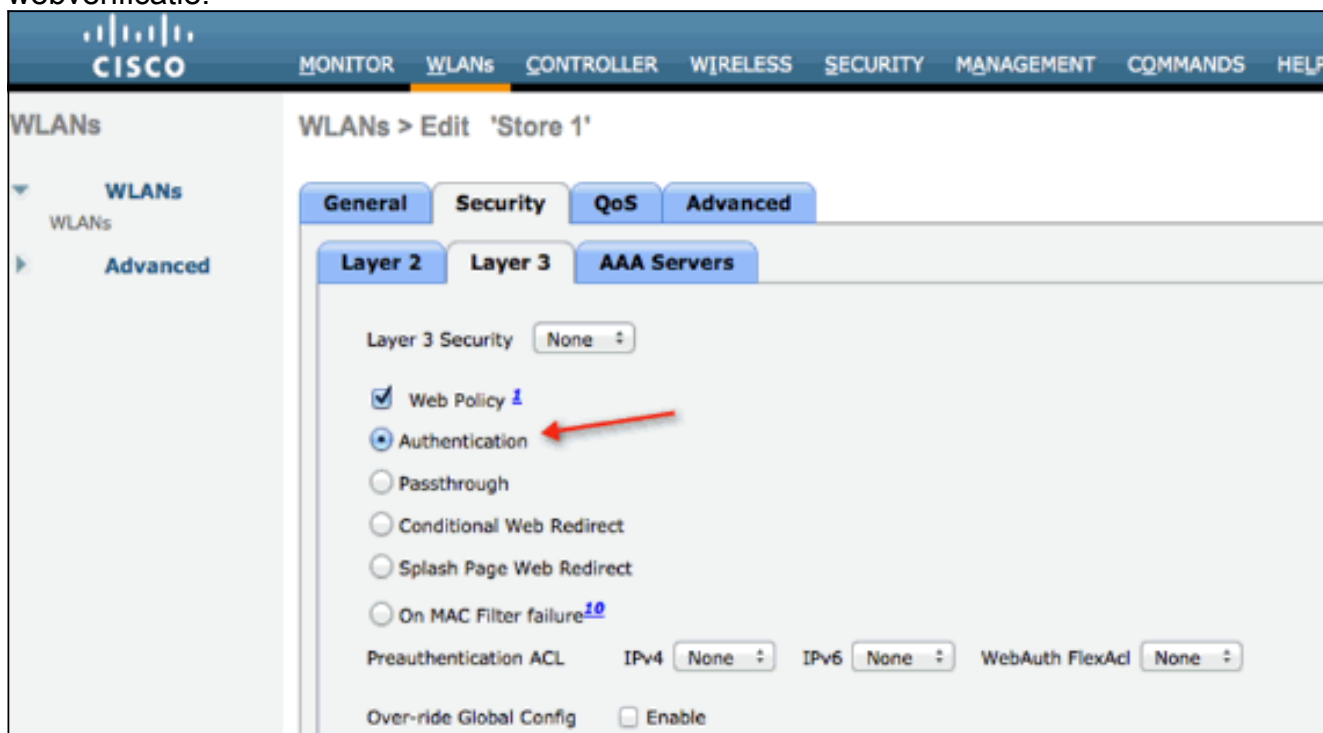 webverificatie.
CISCO
MONITOR WLANs CONTROLLER WIRELESS SECURITY MANAGEMENT COMMANDS HELP
WLANs
WLANs > Edit 'Store 1'
WLANs
WLANs
Advanced
General Security QoS Advanced
Layer 2 Layer 3 AAA Servers
Layer 3 Security None
Web Policy 1
Authentication
Passthrough
Conditional Web Redirect
Splash Page Web Redirect
On MAC Filter failure10
Preauthentication ACL IPv4 None IPv6 None WebAuth FlexAcl None
Over-ride Global Config Enable